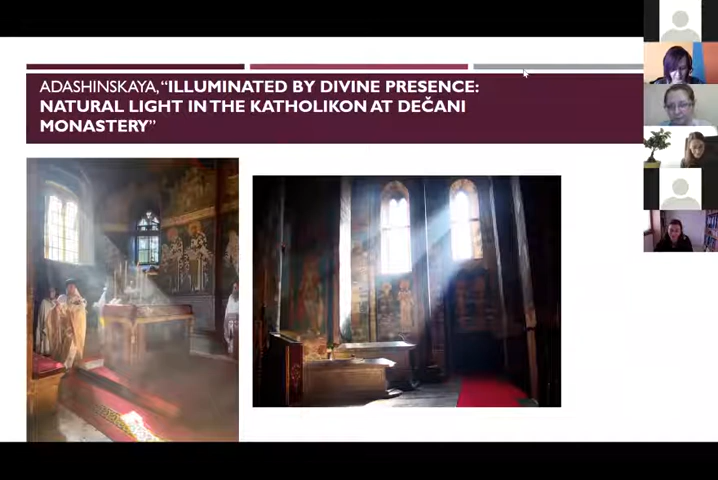 ADASHINSKAYA, “ILLUMINATED BY DIVINE PRESENCE:
NATURAL LIGHT IN THE KATHOLIKON AT DEČANI
MONASTERY”